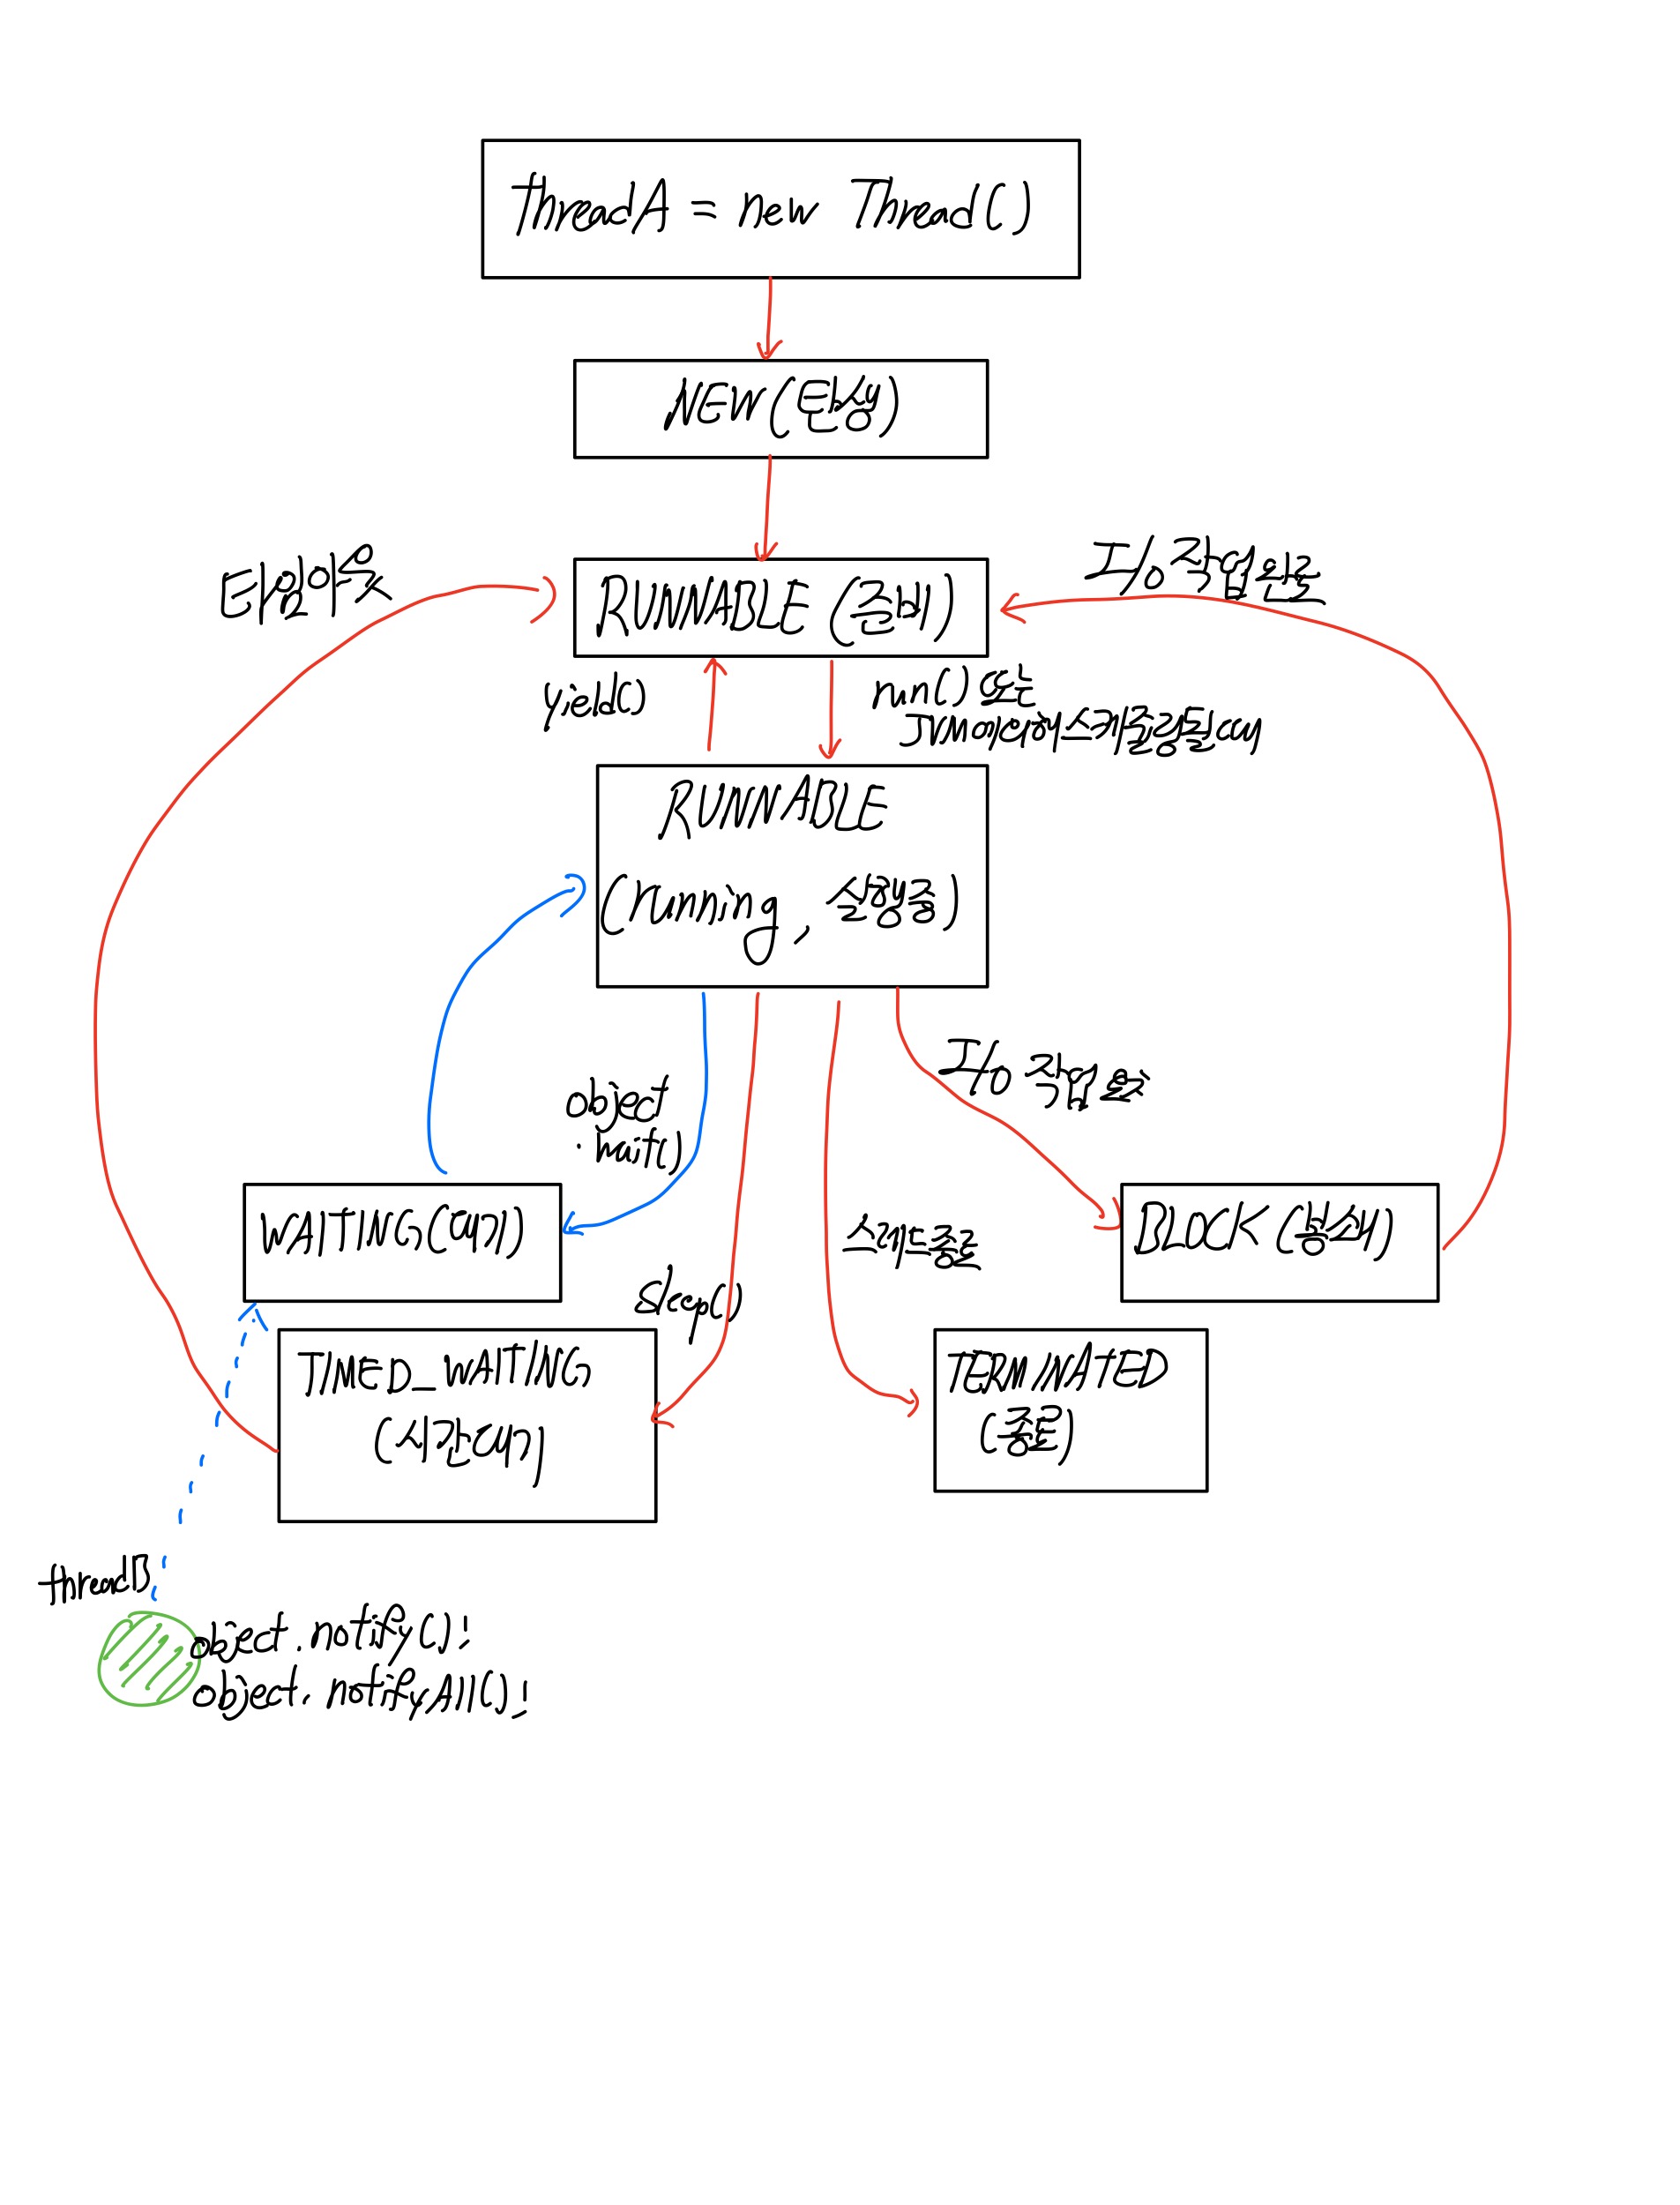 threadA = new Thread()
NEW(탄생)
타임아웃
RUNNABLE (준비)
I/O 작업 완료
yield()
run() 또는
JVM에 의해 스케줄링될 때
RUNNABLE
(running, 실행중)
I/O 작업 요청
object
.wait()
WAITING(대기)
BLOCK (블럭)
스레드 종료
sleep()
TIMED_WAITING
(시간대기)
TERMINATED
(종료)
threadB
object.notify()!
object.notifyAll()!